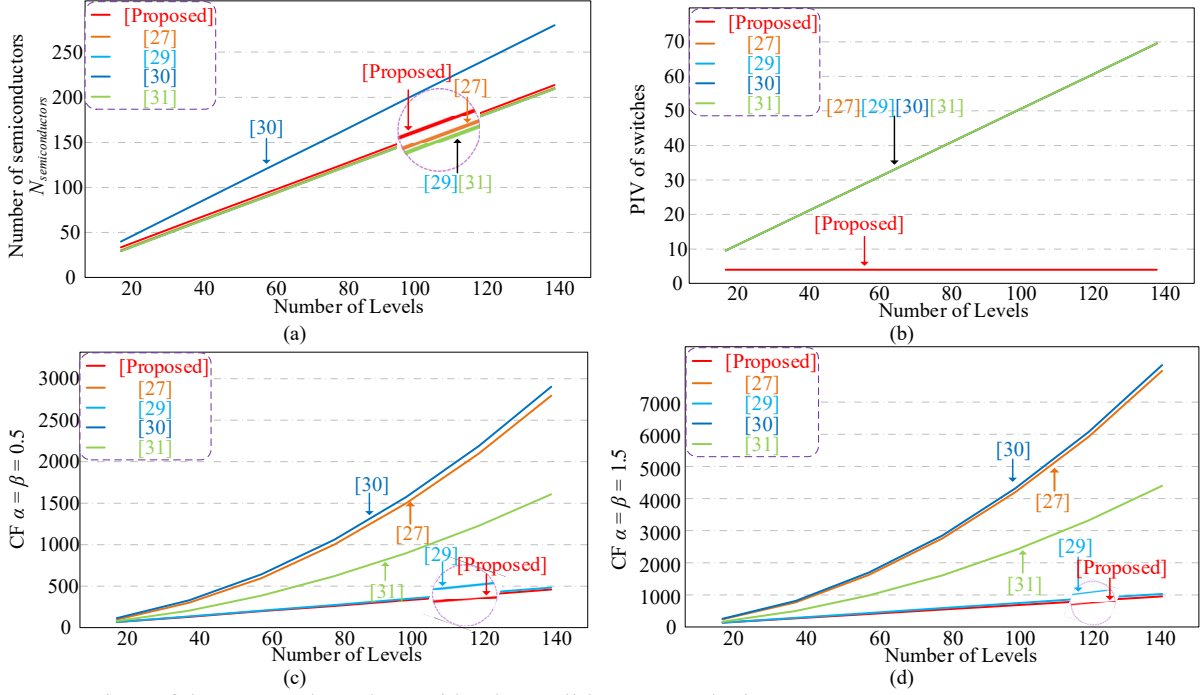 [Proposed]
[27]
[29]
[30]
[31]
Number of semiconductors
N_semiconductors
250
200
150
100
50
0
[Proposed]
[27]
[30]
[29][31]
20 40 60 80 100 120 140
Number of Levels
(a)
[Proposed]
[27]
[29]
[30]
[31]
PIV of switches
70
60
50
40
30
20
10
0
[27][29][30][31]
[Proposed]
20 40 60 80 100 120 140
Number of Levels
(b)
[Proposed]
[27]
[29]
[30]
[31]
CF α = β = 0.5
3000
2500
2000
1500
1000
500
0
[30]
[27]
[29]
[Proposed]
[31]
20 40 60 80 100 120 140
Number of Levels
(c)
[Proposed]
[27]
[29]
[30]
[31]
CF α = β = 1.5
7000
6000
5000
4000
3000
2000
1000
0
[30]
[27]
[29]
[Proposed]
[31]
20 40 60 80 100 120 140
Number of Levels
(d)